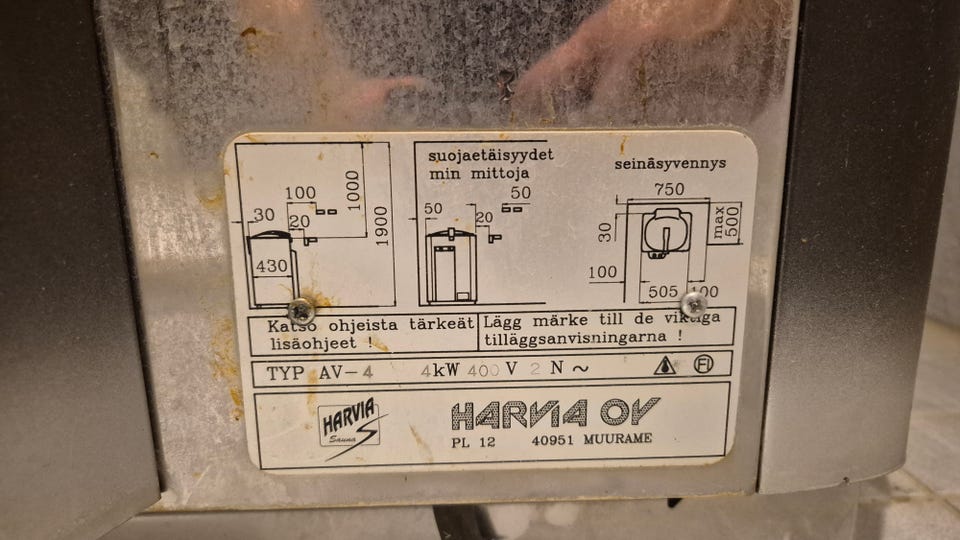 100
1000
1900
30
20
430
suojaetäisyydet
min mittoja
50
50
20
seinäsyvennys
750
30
max
500
100
505 100
Katso ohjeista tärkeät
lisäohjeet !
Lägg märke till de viktiga
tilläggsanvisningarna !
TYP AV-4 4kW 400 V 2 N ~
FI
HARVIA
Sauna
HARVIA OY
PL 12 40951 MUURAME